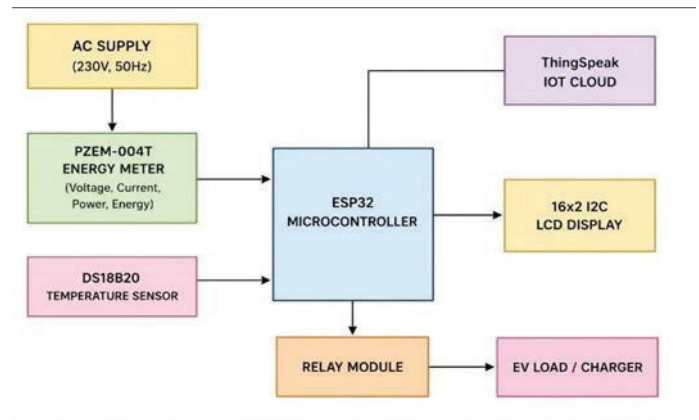 AC SUPPLY
(230V, 50Hz)
ThingSpeak
IOT CLOUD
PZEM-004T
ENERGY METER
(Voltage, Current,
Power, Energy)
ESP32
MICROCONTROLLER
16x2 I2C
LCD DISPLAY
DS18B20
TEMPERATURE SENSOR
RELAY MODULE
EV LOAD / CHARGER